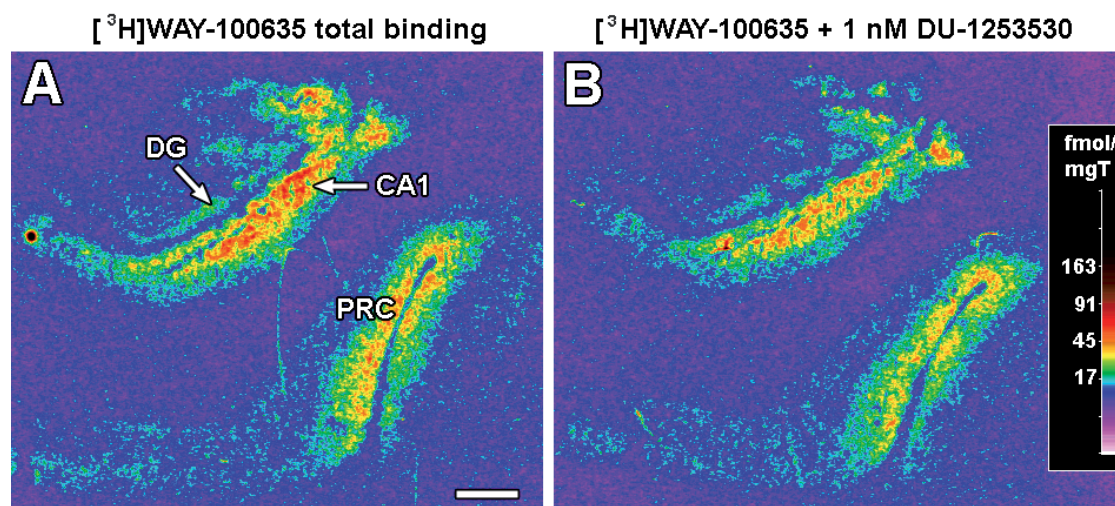 [³H]WAY-100635 total binding
[³H]WAY-100635 + 1 nM DU-1253530
A
B
DG
CA1
PRC
fmol/
mgT
163
91
45
17